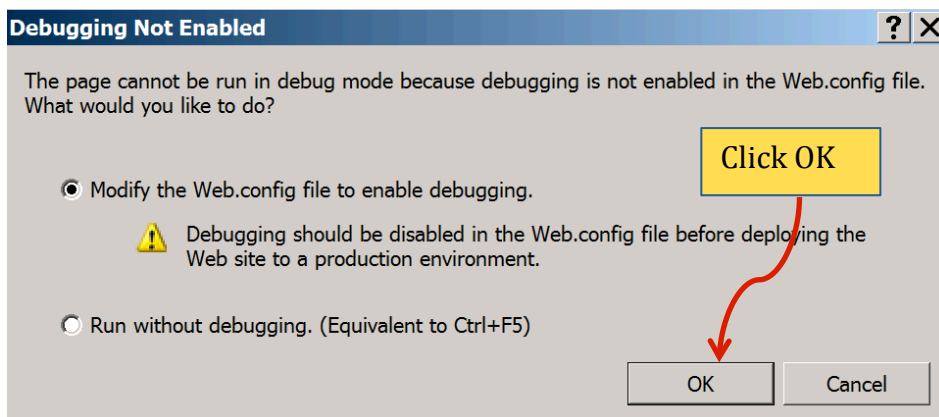 Debugging Not Enabled
The page cannot be run in debug mode because debugging is not enabled in the Web.config file.
What would you like to do?
Click OK
Modify the Web.config file to enable debugging.
Debugging should be disabled in the Web.config file before deploying the
Web site to a production environment.
Run without debugging. (Equivalent to Ctrl+F5)
OK
Cancel